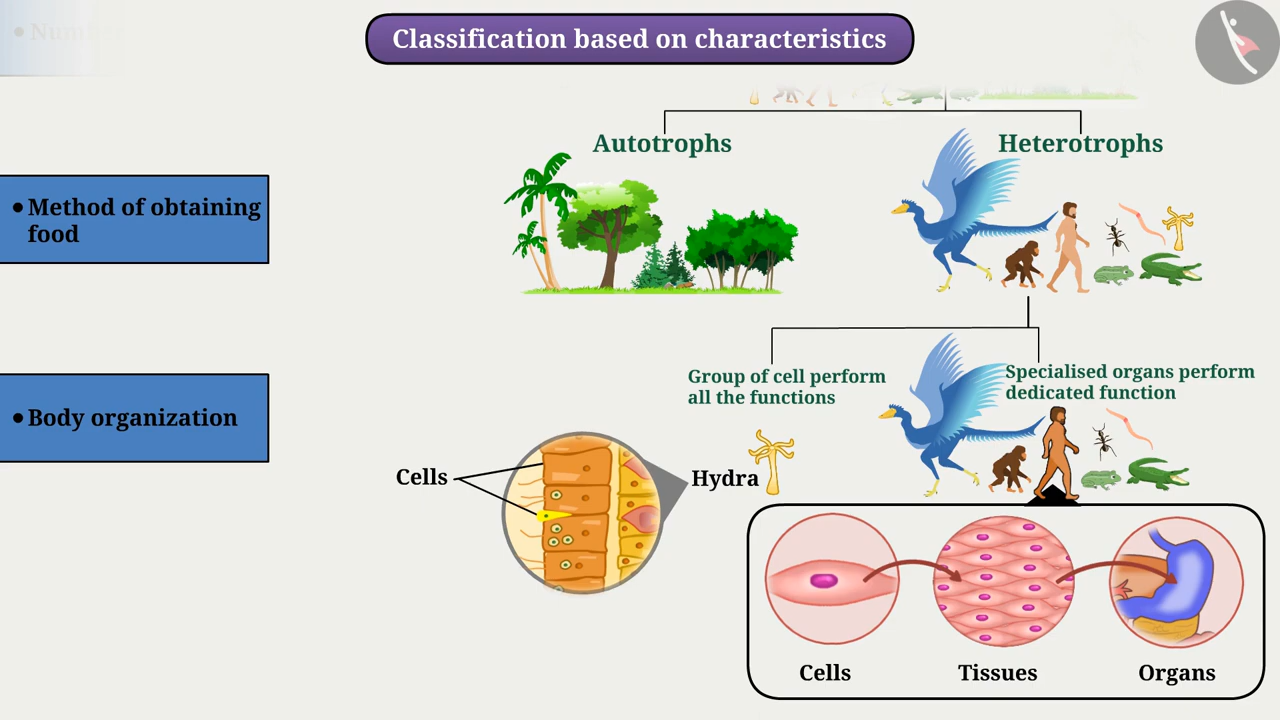 Classification based on characteristics
Autotrophs
Heterotrophs
• Method of obtaining
food
Group of cell perform
all the functions
Specialised organs perform
dedicated function
• Body organization
Cells
Hydra
Cells
Tissues
Organs